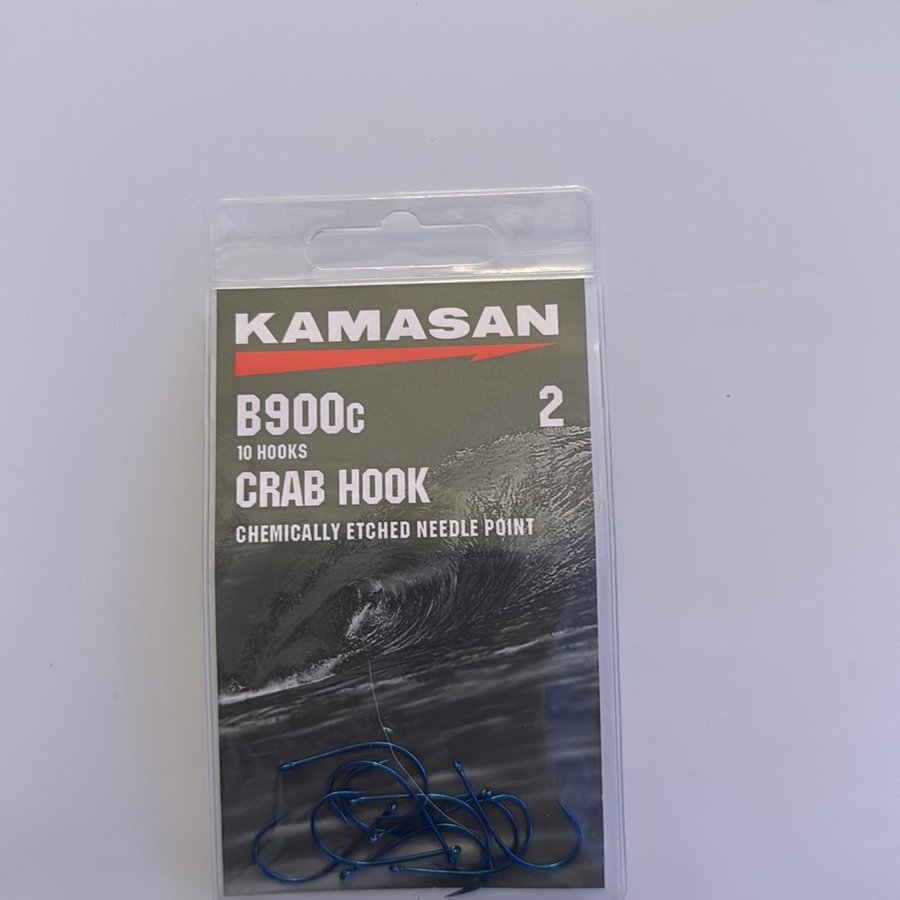 KAMASAN
B900c 2
10 HOOKS
CRAB HOOK
CHEMICALLY ETCHED NEEDLE POINT